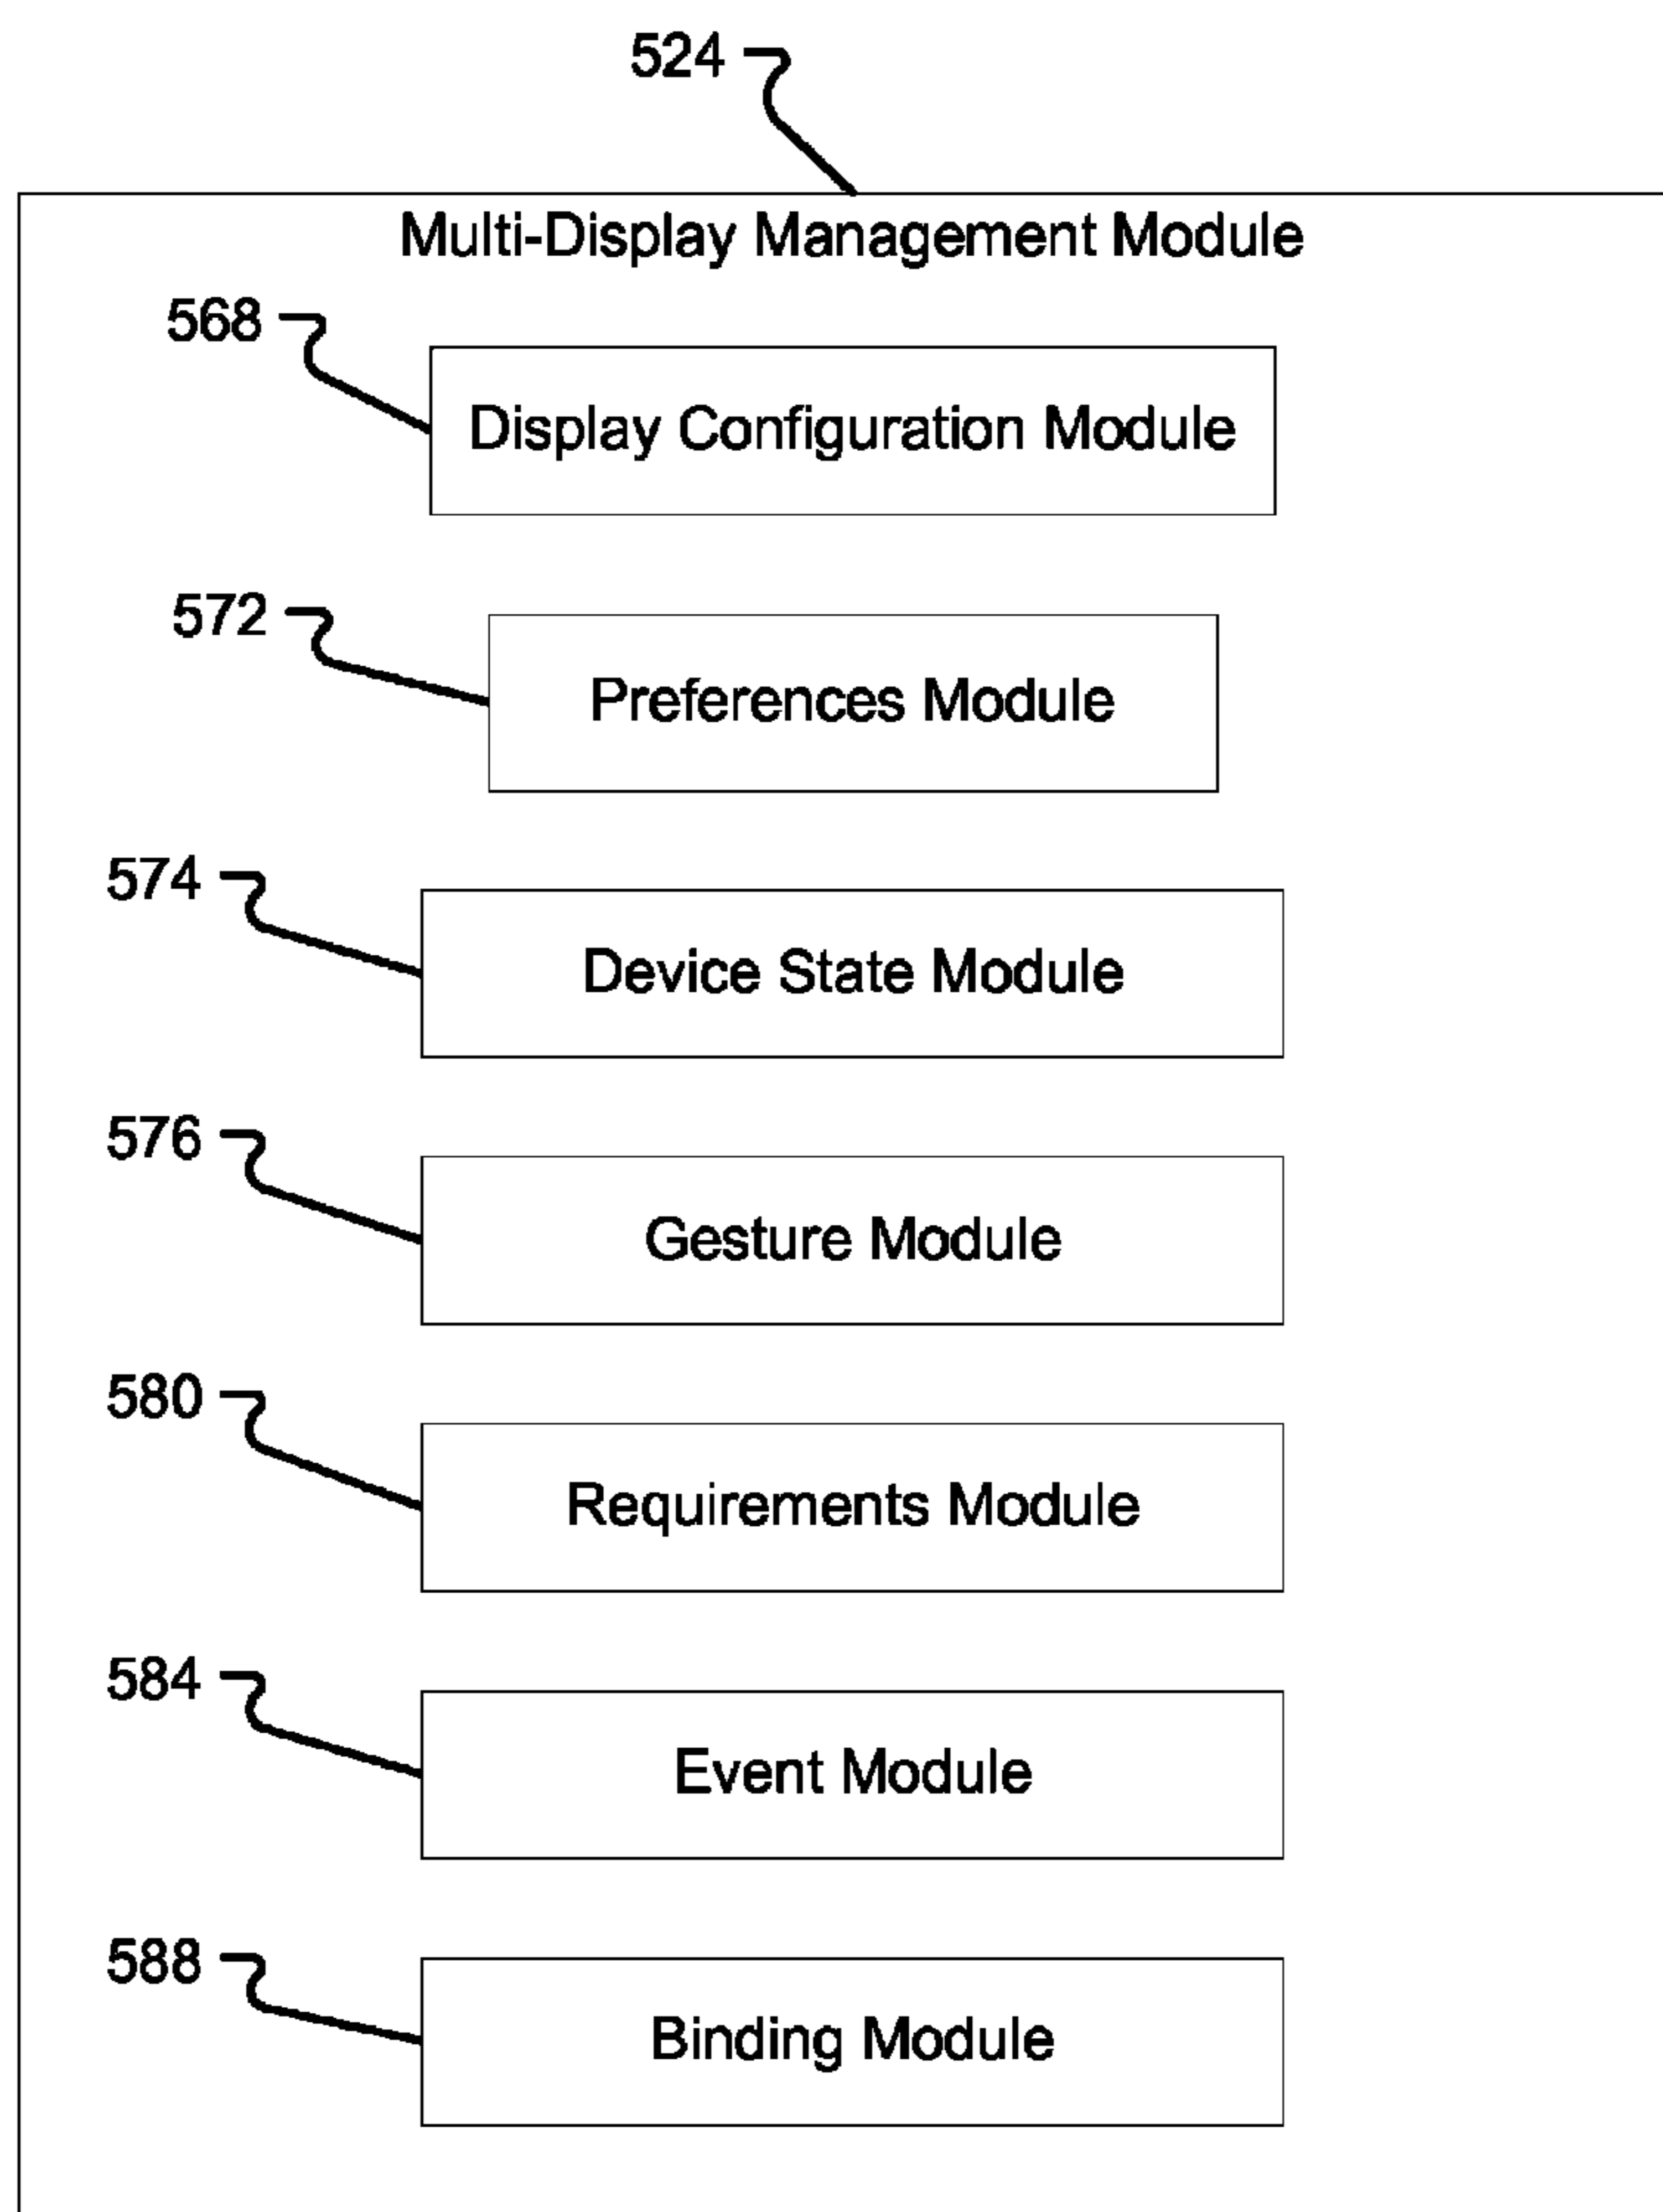 524
Multi-Display Management Module
568
Display Configuration Module
572
Preferences Module
574
Device State Module
576
Gesture Module
580
Requirements Module
584
Event Module
588
Binding Module